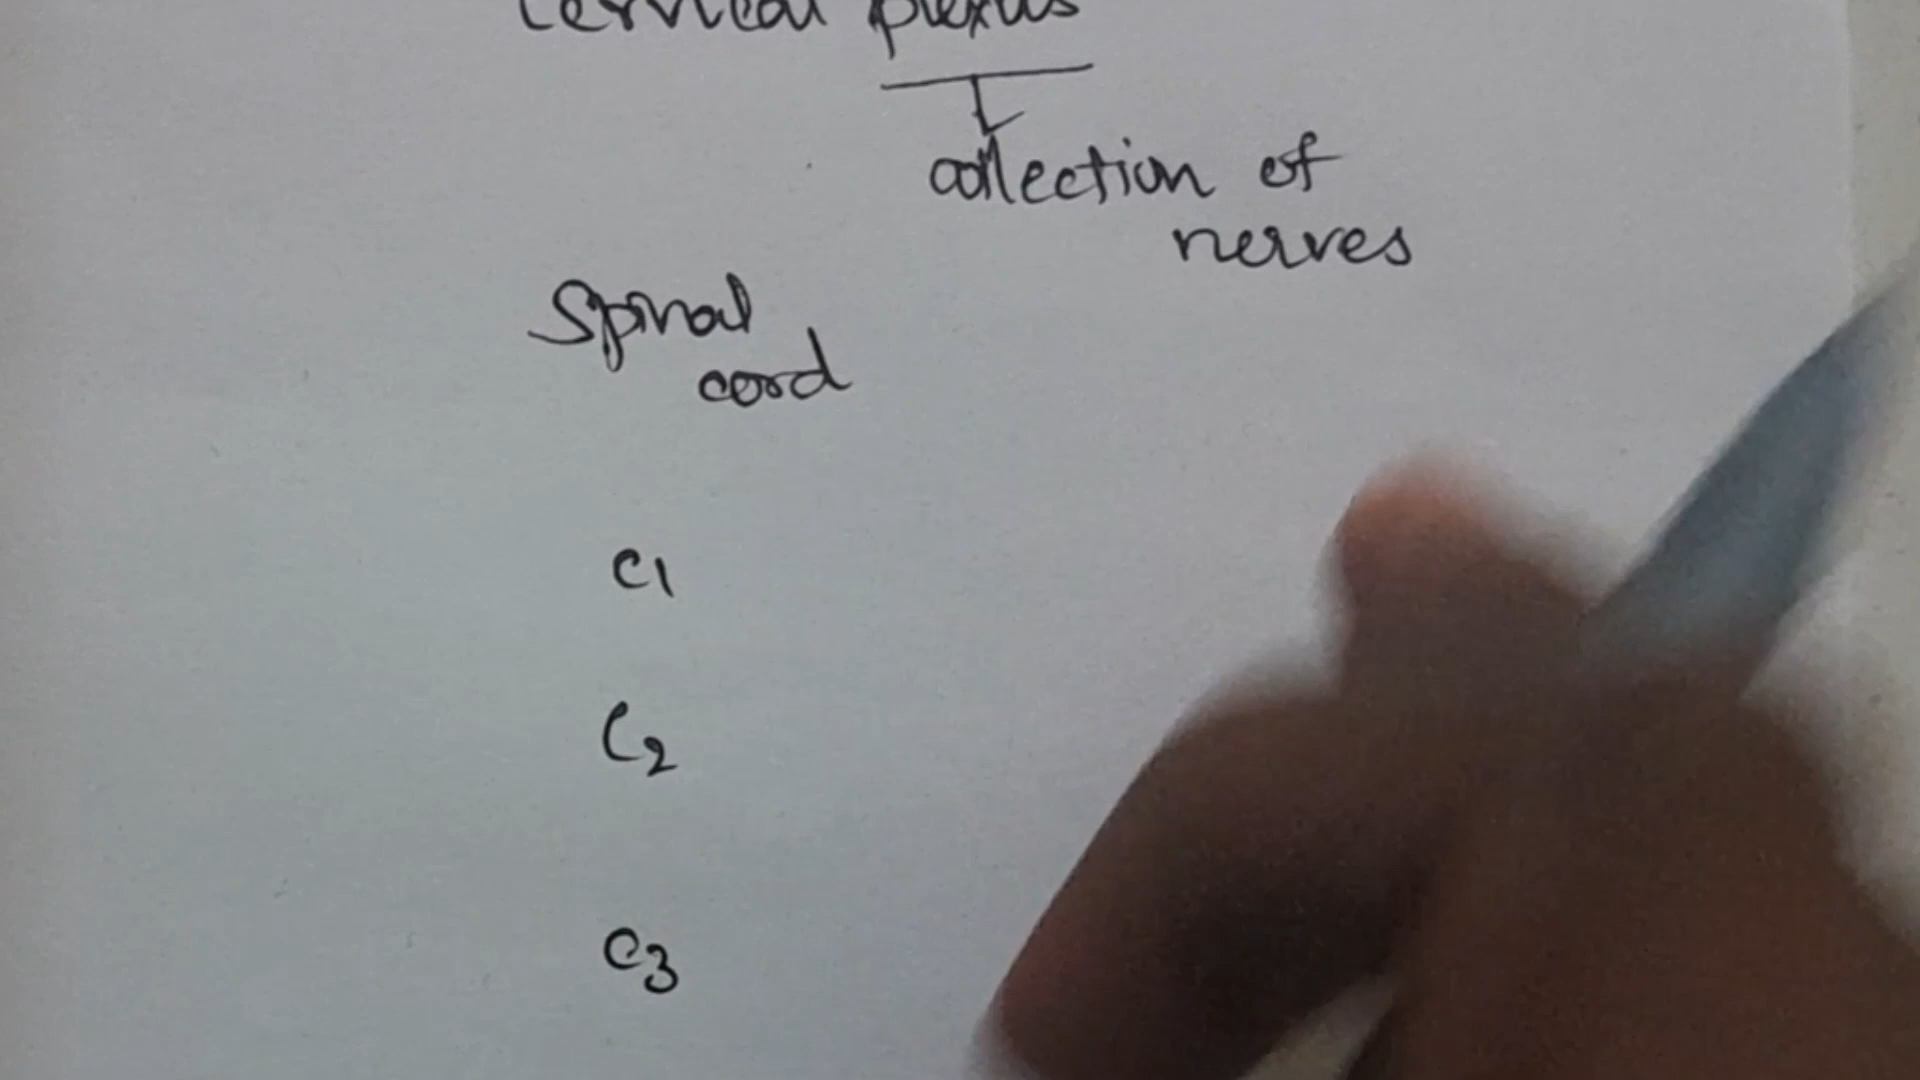 Cervical plexus
collection of
nerves
Spinal
cord
C1
C2
C3